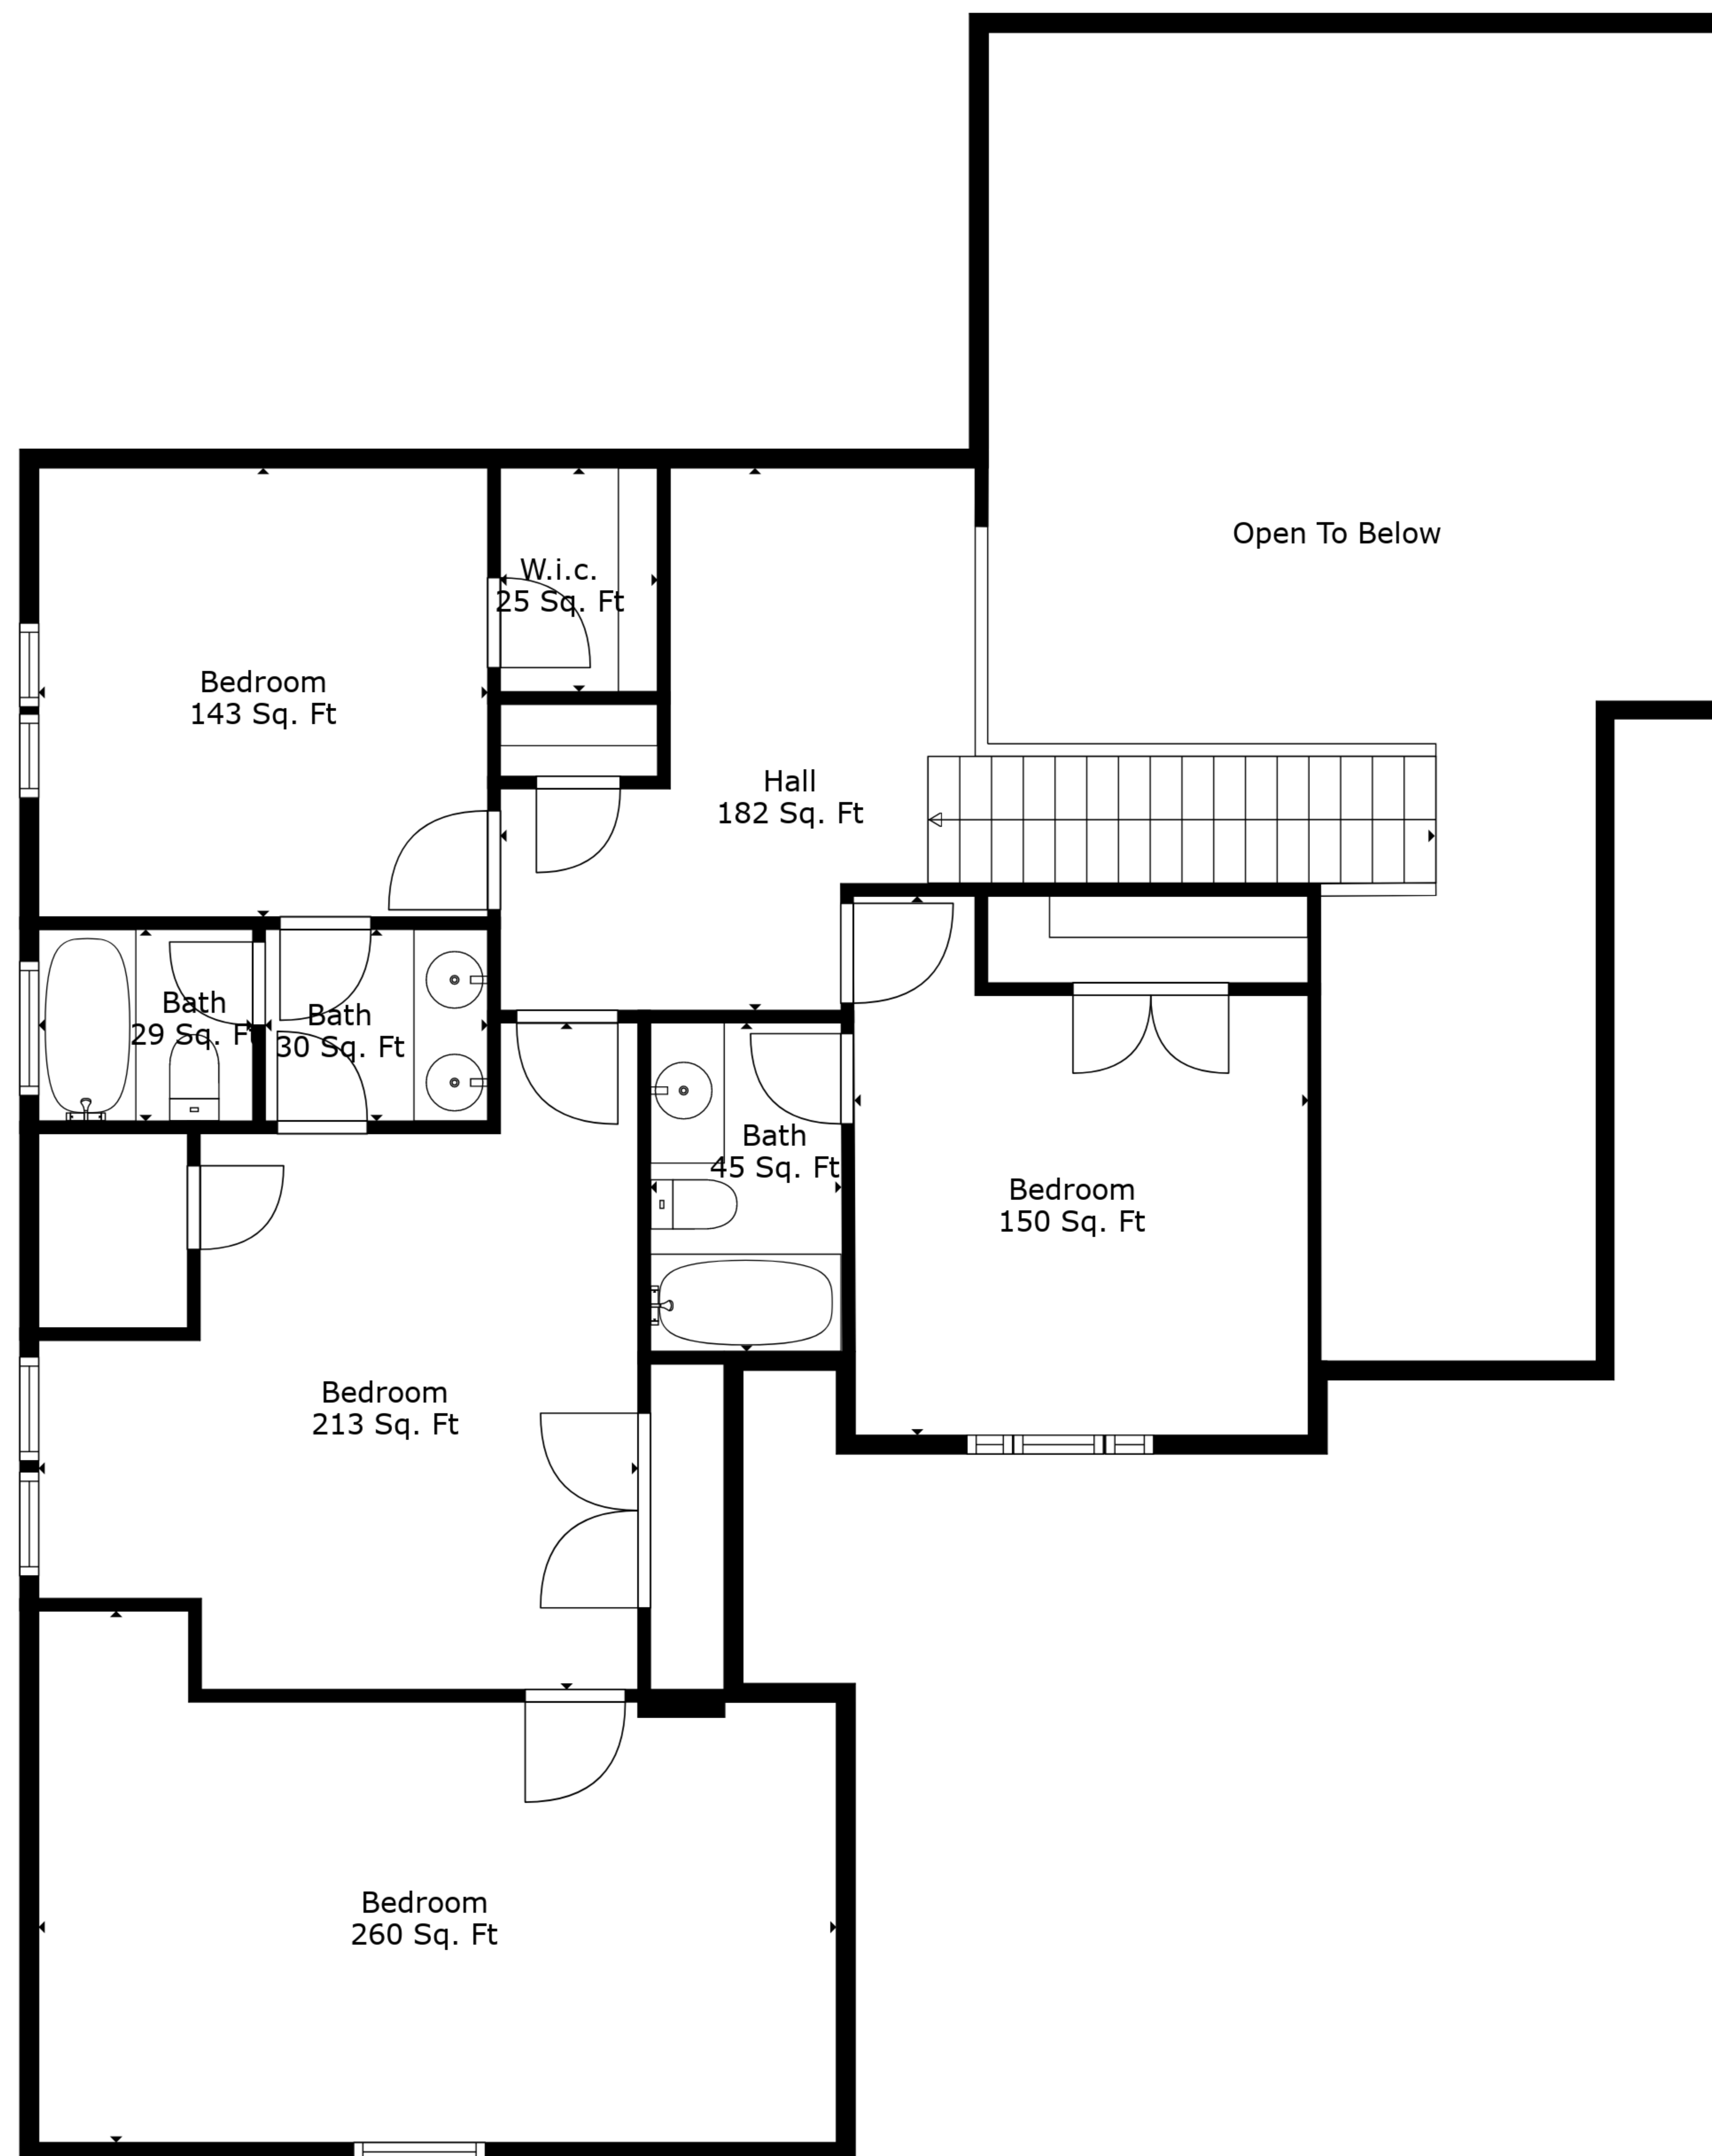 Open To Below
W.i.c.
25 Sq. Ft
Bedroom
143 Sq. Ft
Hall
182 Sq. Ft
Bath
29 Sq. Ft
Bath
30 Sq. Ft
Bath
45 Sq. Ft
Bedroom
150 Sq. Ft
Bedroom
213 Sq. Ft
Bedroom
260 Sq. Ft